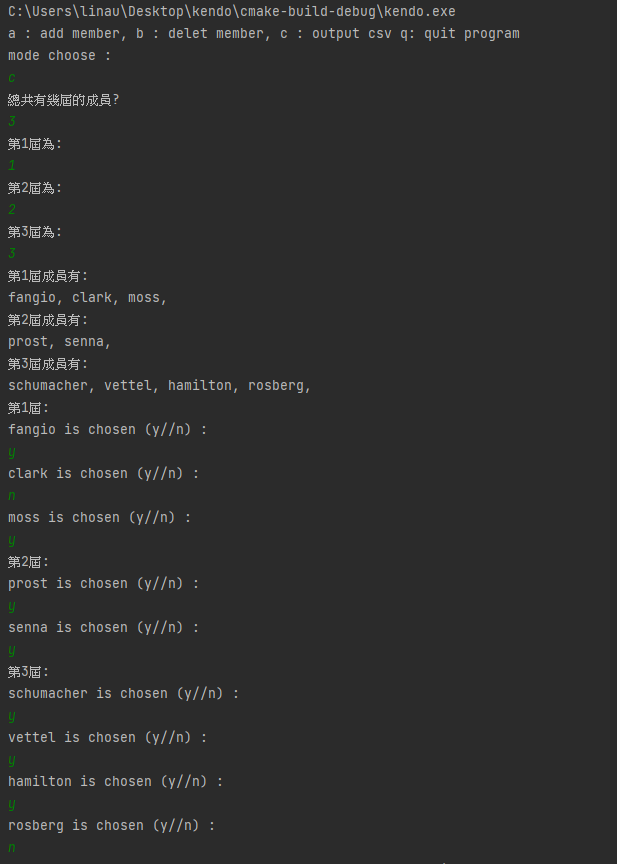 C:\Users\linau\Desktop\kendo\cmake-build-debug\kendo.exe
a : add member, b : delet member, c : output csv q: quit program
mode choose :
c
總共有幾屆的成員?
3
第1屆為:
1
第2屆為:
2
第3屆為:
3
第1屆成員有:
fangio, clark, moss,
第2屆成員有:
prost, senna,
第3屆成員有:
schumacher, vettel, hamilton, rosberg,
第1屆:
fangio is chosen (y//n) :
y
clark is chosen (y//n) :
n
moss is chosen (y//n) :
y
第2屆:
prost is chosen (y//n) :
y
senna is chosen (y//n) :
y
第3屆:
schumacher is chosen (y//n) :
y
vettel is chosen (y//n) :
y
hamilton is chosen (y//n) :
y
rosberg is chosen (y//n) :
n